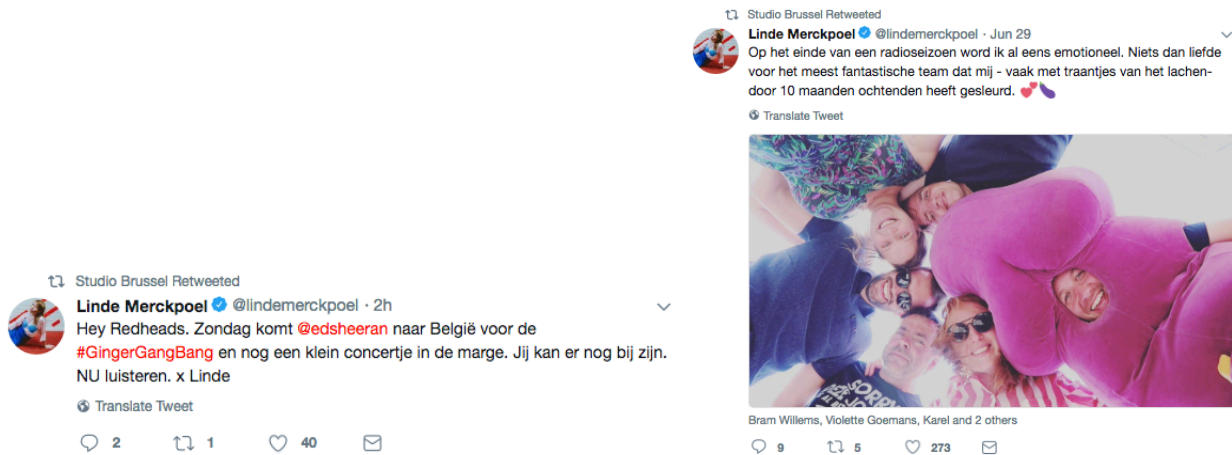 Studio Brussel Retweeted
Linde Merckpoel @lindemerckpoel · 2h
Hey Redheads. Zondag komt @edsheeran naar België voor de
#GingerGangBang en nog een klein concertje in de marge. Jij kan er nog bij zijn.
NU luisteren. x Linde
Translate Tweet
2 1 40
Studio Brussel Retweeted
Linde Merckpoel @lindemerckpoel · Jun 29
Op het einde van een radioseizoen word ik al eens emotioneel. Niets dan liefde
voor het meest fantastische team dat mij - vaak met traantjes van het lachen-
door 10 maanden ochtenden heeft gesleurd. 💕🍆
Translate Tweet
Bram Willems, Violette Goemans, Karel and 2 others
9 5 273